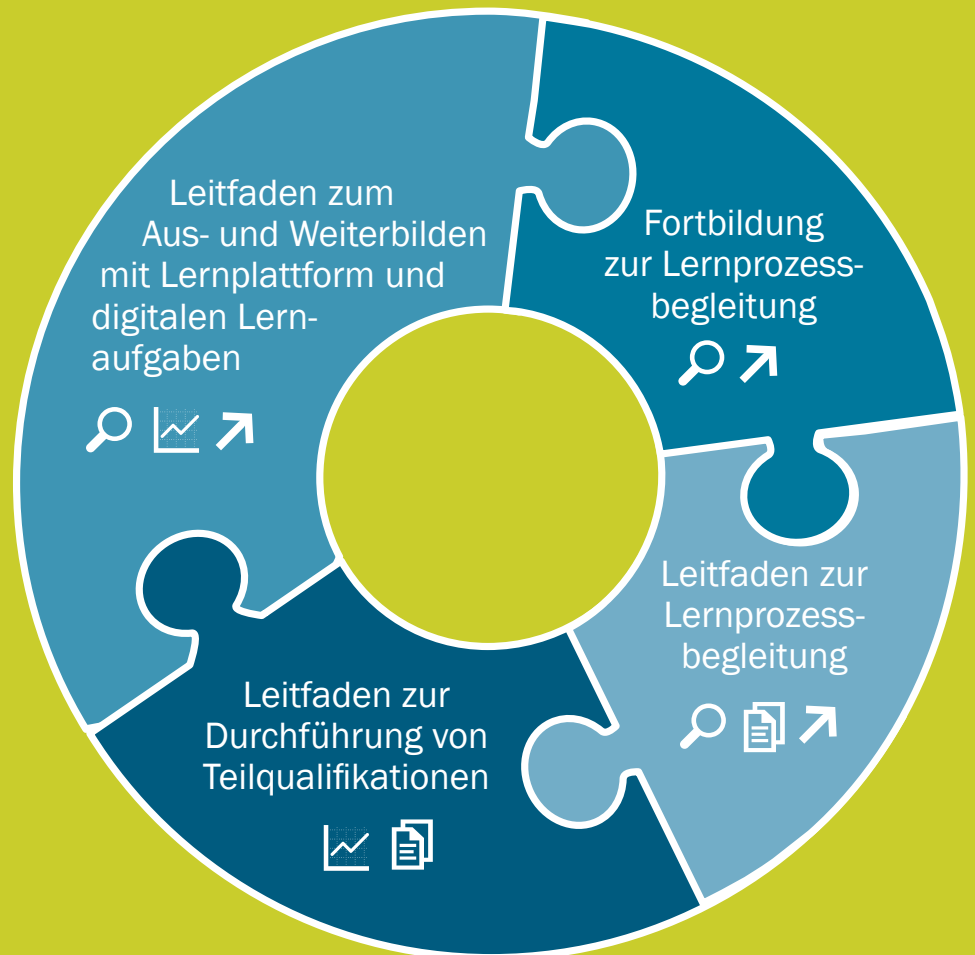 Leitfaden zum
Aus- und Weiterbilden
mit Lernplattform und
digitalen Lern-
aufgaben
Fortbildung
zur Lernprozess-
begleitung
Leitfaden zur
Lernprozess-
begleitung
Leitfaden zur
Durchführung von
Teilqualifikationen